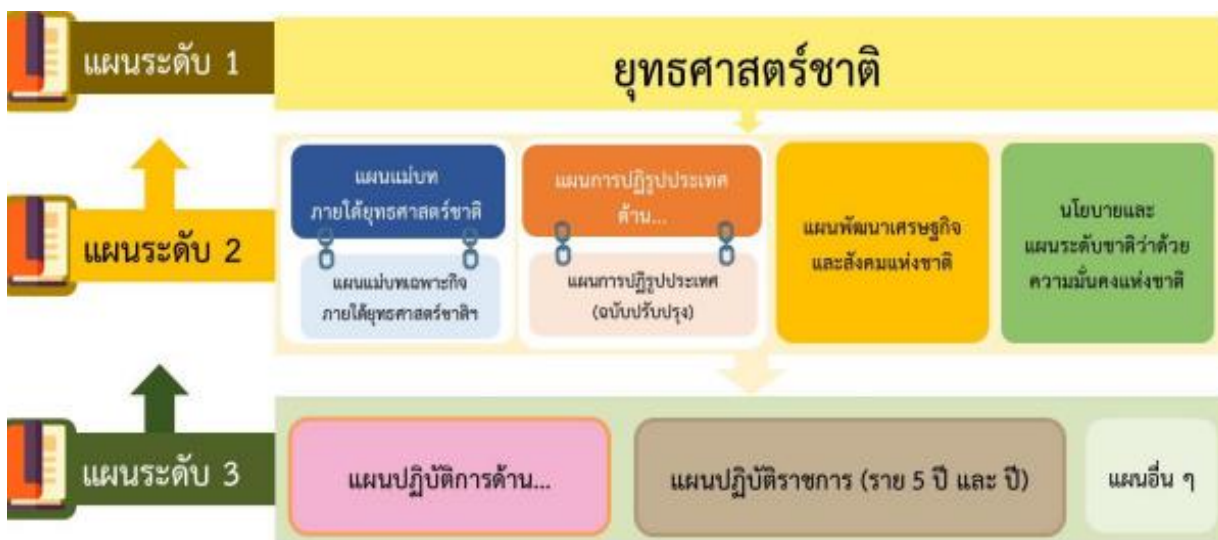 แผนระดับ 1
ยุทธศาสตร์ชาติ
แผนระดับ 2
แผนแม่บท
ภายใต้ยุทธศาสตร์ชาติ
แผนแม่บทเฉพาะกิจ
ภายใต้ยุทธศาสตร์ชาติฯ
แผนการปฏิรูปประเทศ
ด้าน...
แผนการปฏิรูปประเทศ
(ฉบับปรับปรุง)
แผนพัฒนาเศรษฐกิจ
และสังคมแห่งชาติ
นโยบายและ
แผนระดับชาติว่าด้วย
ความมั่นคงแห่งชาติ
แผนระดับ 3
แผนปฏิบัติการด้าน...
แผนปฏิบัติราชการ (ราย 5 ปี และ ปี)
แผนอื่น ๆ